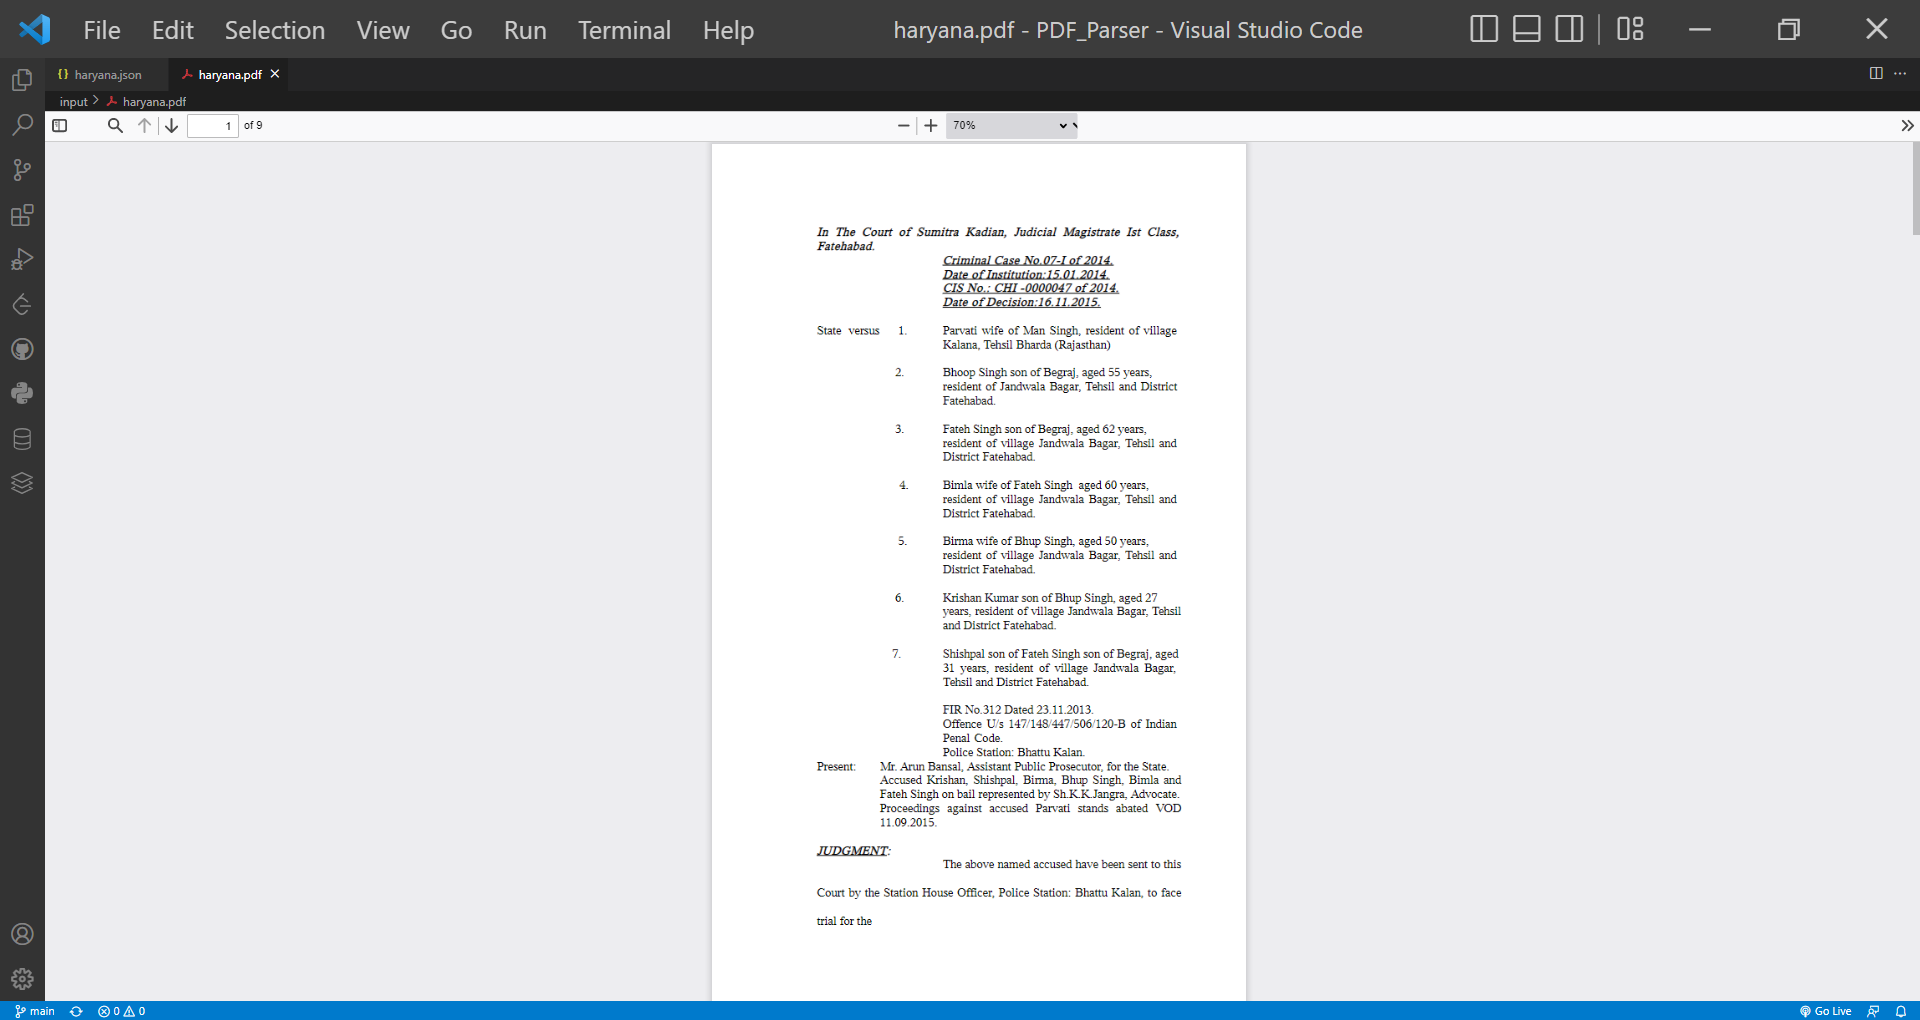 File Edit Selection View Go Run Terminal Help haryana.pdf - PDF_Parser - Visual Studio Code
{} haryana.json haryana.pdf
input > haryana.pdf
1 of 9 70%
In The Court of Sumitra Kadian, Judicial Magistrate Ist Class,
Fatehabad.
Criminal Case No.07-I of 2014.
Date of Institution:15.01.2014.
CIS No.: CHI -0000047 of 2014.
Date of Decision:16.11.2015.
State versus 1. Parvati wife of Man Singh, resident of village
Kalana, Tehsil Bharda (Rajasthan)
2. Bhoop Singh son of Begraj, aged 55 years,
resident of Jandwala Bagar, Tehsil and District
Fatehabad.
3. Fateh Singh son of Begraj, aged 62 years,
resident of village Jandwala Bagar, Tehsil and
District Fatehabad.
4. Bimla wife of Fateh Singh aged 60 years,
resident of village Jandwala Bagar, Tehsil and
District Fatehabad.
5. Birma wife of Bhup Singh, aged 50 years,
resident of village Jandwala Bagar, Tehsil and
District Fatehabad.
6. Krishan Kumar son of Bhup Singh, aged 27
years, resident of village Jandwala Bagar, Tehsil
and District Fatehabad.
7. Shishpal son of Fateh Singh son of Begraj, aged
31 years, resident of village Jandwala Bagar,
Tehsil and District Fatehabad.
FIR No.312 Dated 23.11.2013.
Offence U/s 147/148/447/506/120-B of Indian
Penal Code.
Police Station: Bhattu Kalan.
Present: Mr. Arun Bansal, Assistant Public Prosecutor, for the State.
Accused Krishan, Shishpal, Birma, Bhup Singh, Bimla and
Fateh Singh on bail represented by Sh.K.K.Jangra, Advocate.
Proceedings against accused Parvati stands abated VOD
11.09.2015.
JUDGMENT:
The above named accused have been sent to this
Court by the Station House Officer, Police Station: Bhattu Kalan, to face
trial for the
main 0 0 Go Live